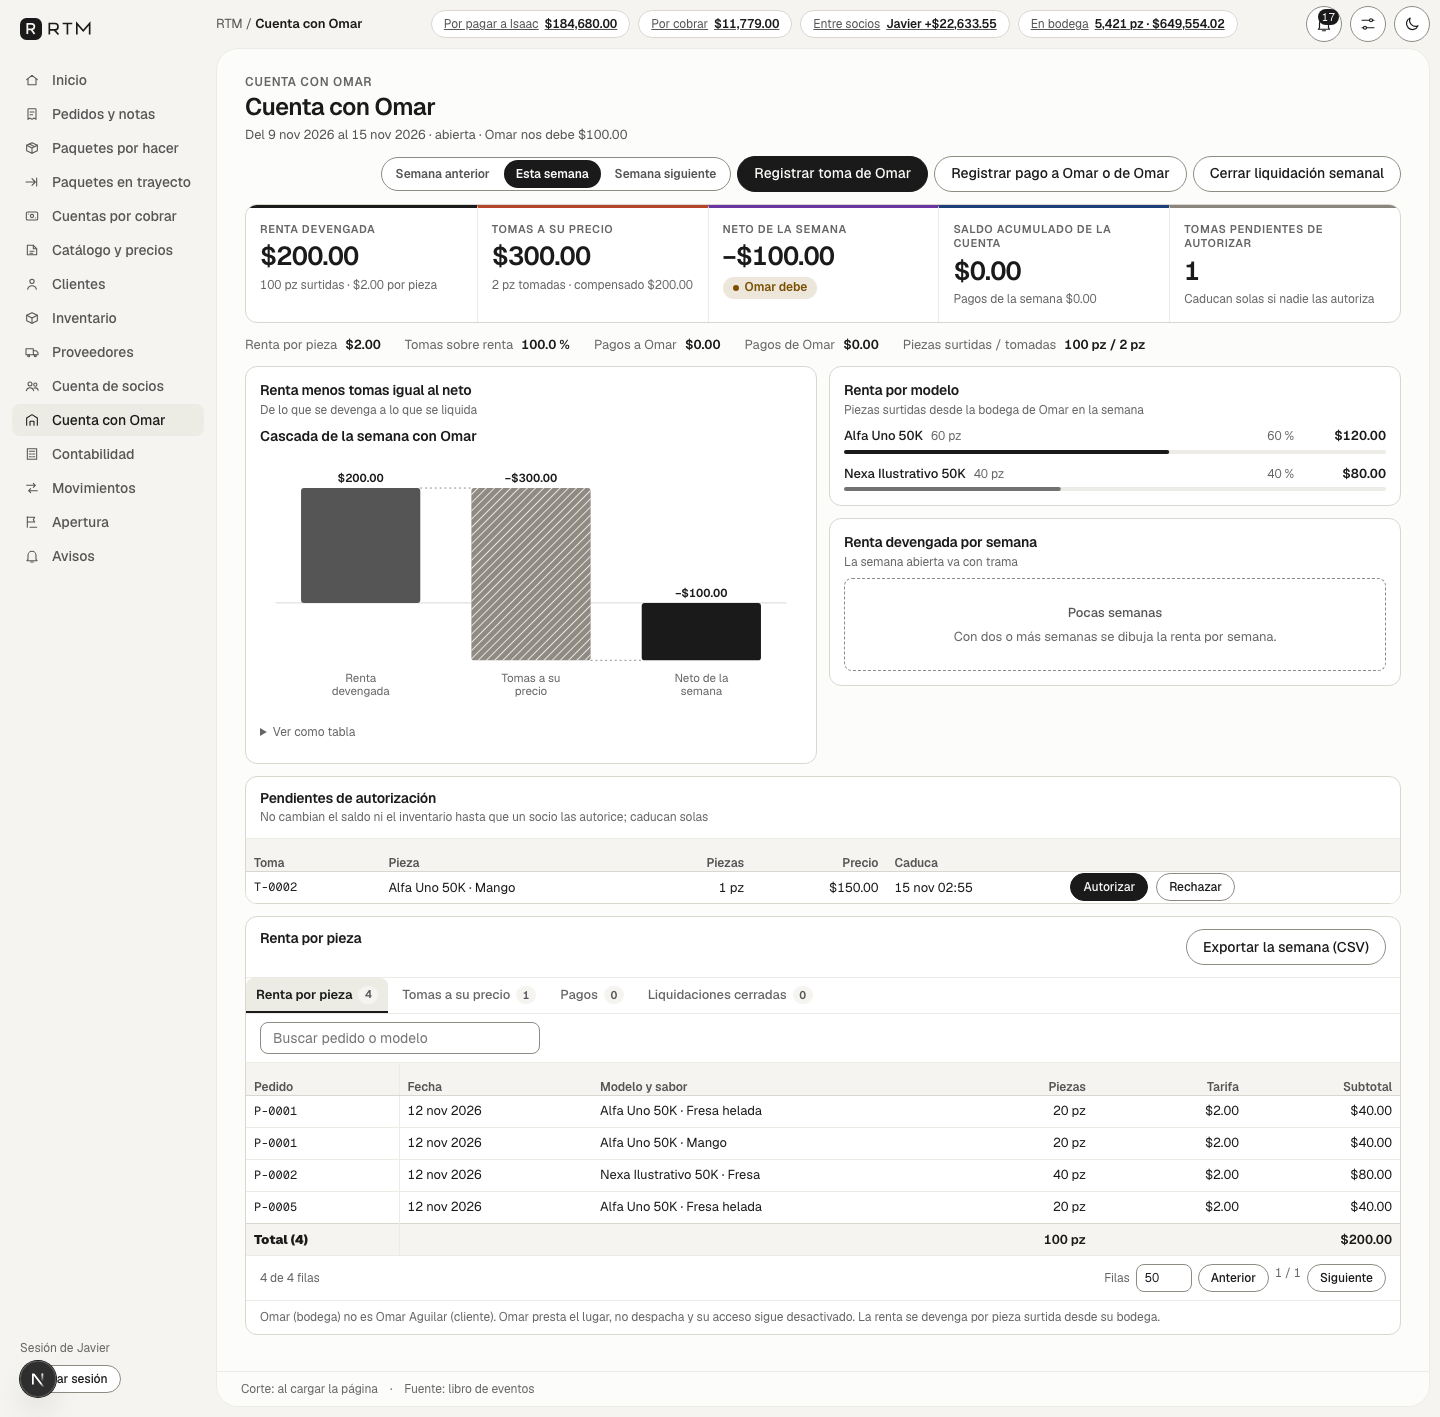 R RTM
RTM / Cuenta con Omar
Por pagar a Isaac $184,680.00
Por cobrar $11,779.00
Entre socios Javier +$22,633.55
En bodega 5,421 pz · $649,554.02
17
Inicio
Pedidos y notas
Paquetes por hacer
Paquetes en trayecto
Cuentas por cobrar
Catálogo y precios
Clientes
Inventario
Proveedores
Cuenta de socios
Cuenta con Omar
Contabilidad
Movimientos
Apertura
Avisos
Sesión de Javier
N
ar sesión
CUENTA CON OMAR
Cuenta con Omar
Del 9 nov 2026 al 15 nov 2026 · abierta · Omar nos debe $100.00
Semana anterior Esta semana Semana siguiente
Registrar toma de Omar
Registrar pago a Omar o de Omar
Cerrar liquidación semanal
RENTA DEVENGADA
$200.00
100 pz surtidas · $2.00 por pieza
TOMAS A SU PRECIO
$300.00
2 pz tomadas · compensado $200.00
NETO DE LA SEMANA
−$100.00
Omar debe
SALDO ACUMULADO DE LA
CUENTA
$0.00
Pagos de la semana $0.00
TOMAS PENDIENTES DE
AUTORIZAR
1
Caducan solas si nadie las autoriza
Renta por pieza $2.00 Tomas sobre renta 100.0 % Pagos a Omar $0.00 Pagos de Omar $0.00 Piezas surtidas / tomadas 100 pz / 2 pz
Renta menos tomas igual al neto
De lo que se devenga a lo que se liquida
Cascada de la semana con Omar
$200.00
−$300.00
−$100.00
Renta
devengada
Tomas a su
precio
Neto de la
semana
Ver como tabla
Renta por modelo
Piezas surtidas desde la bodega de Omar en la semana
Alfa Uno 50K 60 pz 60 % $120.00
Nexa Ilustrativo 50K 40 pz 40 % $80.00
Renta devengada por semana
La semana abierta va con trama
Pocas semanas
Con dos o más semanas se dibuja la renta por semana.
Pendientes de autorización
No cambian el saldo ni el inventario hasta que un socio las autorice; caducan solas
Toma Pieza Piezas Precio Caduca
T-0002 Alfa Uno 50K · Mango 1 pz $150.00 15 nov 02:55 Autorizar Rechazar
Renta por pieza
Exportar la semana (CSV)
Renta por pieza 4 Tomas a su precio 1 Pagos 0 Liquidaciones cerradas 0
Buscar pedido o modelo
Pedido Fecha Modelo y sabor Piezas Tarifa Subtotal
P-0001 12 nov 2026 Alfa Uno 50K · Fresa helada 20 pz $2.00 $40.00
P-0001 12 nov 2026 Alfa Uno 50K · Mango 20 pz $2.00 $40.00
P-0002 12 nov 2026 Nexa Ilustrativo 50K · Fresa 40 pz $2.00 $80.00
P-0005 12 nov 2026 Alfa Uno 50K · Fresa helada 20 pz $2.00 $40.00
Total (4) 100 pz $200.00
4 de 4 filas
Filas 50 Anterior 1 / 1 Siguiente
Omar (bodega) no es Omar Aguilar (cliente). Omar presta el lugar, no despacha y su acceso sigue desactivado. La renta se devenga por pieza surtida desde su bodega.
Corte: al cargar la página · Fuente: libro de eventos